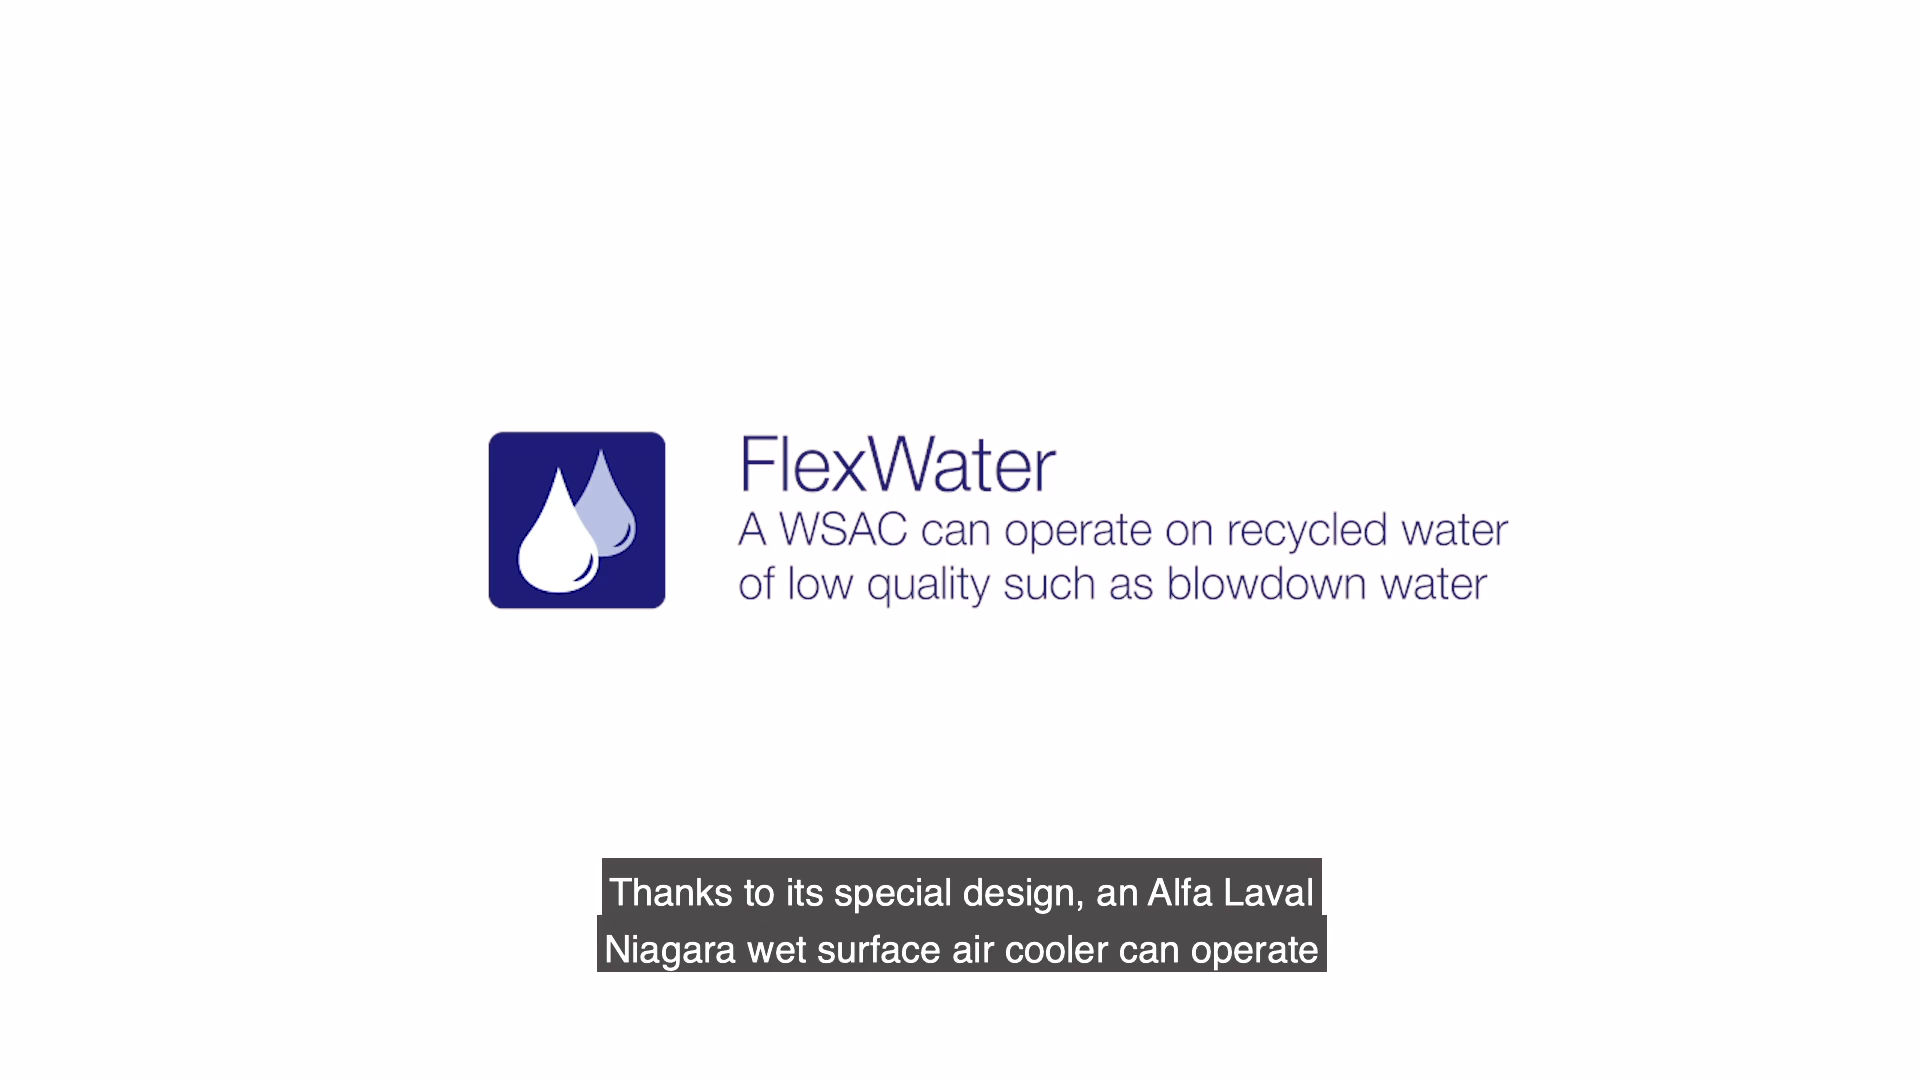 FlexWater
A WSAC can operate on recycled water
of low quality such as blowdown water
Thanks to its special design, an Alfa Laval
Niagara wet surface air cooler can operate